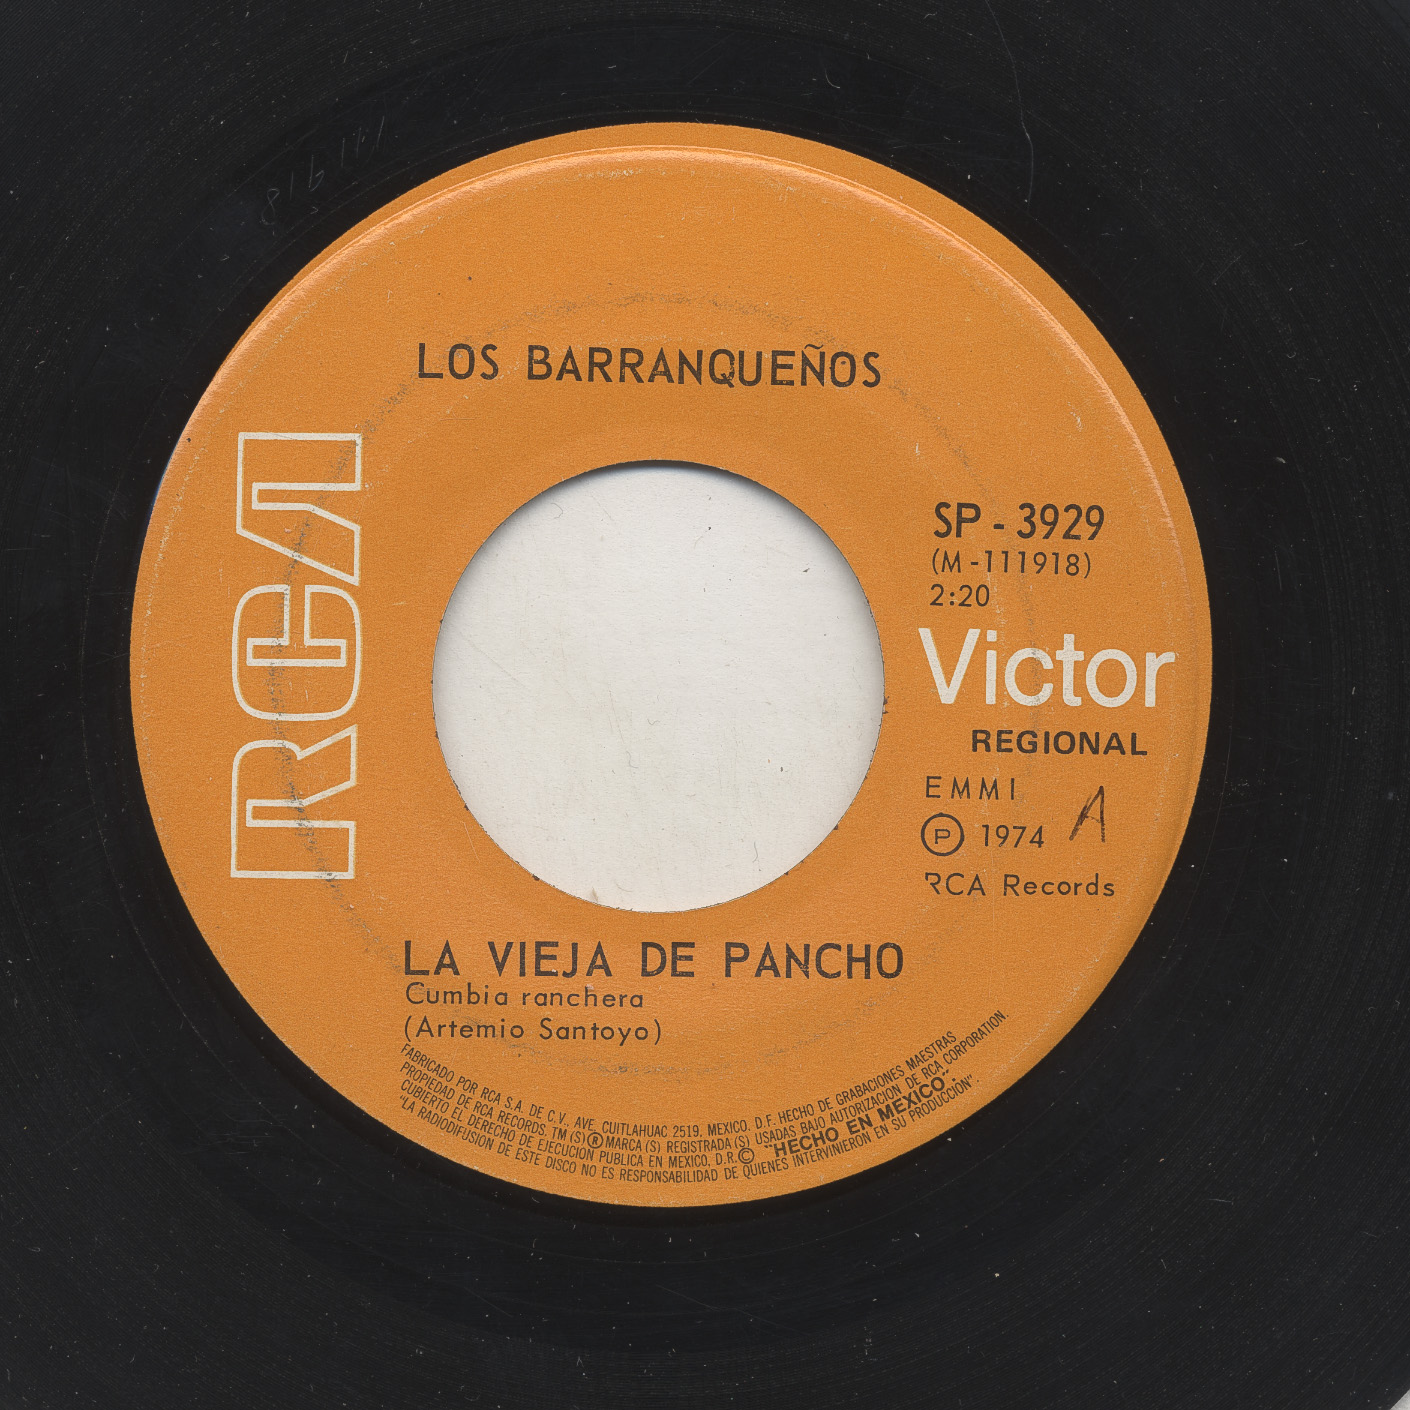 LOS BARRANQUEÑOS
RCA
SP - 3929
(M -111918)
2:20
Victor
REGIONAL
EMMI
A
Ⓟ 1974
RCA Records
LA VIEJA DE PANCHO
Cumbia ranchera
(Artemio Santoyo)
FABRICADO POR RCA S.A. DE C.V., AVE. CUITLAHUAC 2519, MEXICO, D.F. HECHO DE GRABACIONES MAESTRAS
PROPIEDAD DE RCA RECORDS. TM (S)® MARCA (S) REGISTRADA (S) USADAS BAJO AUTORIZACION DE RCA CORPORATION.
CUBIERTO EL DERECHO DE EJECUCION PUBLICA EN MEXICO, D.R.© "HECHO EN MEXICO".
"LA RADIODIFUSION DE ESTE DISCO NO ES RESPONSABILIDAD DE QUIENES INTERVINIERON EN SU PRODUCCION".